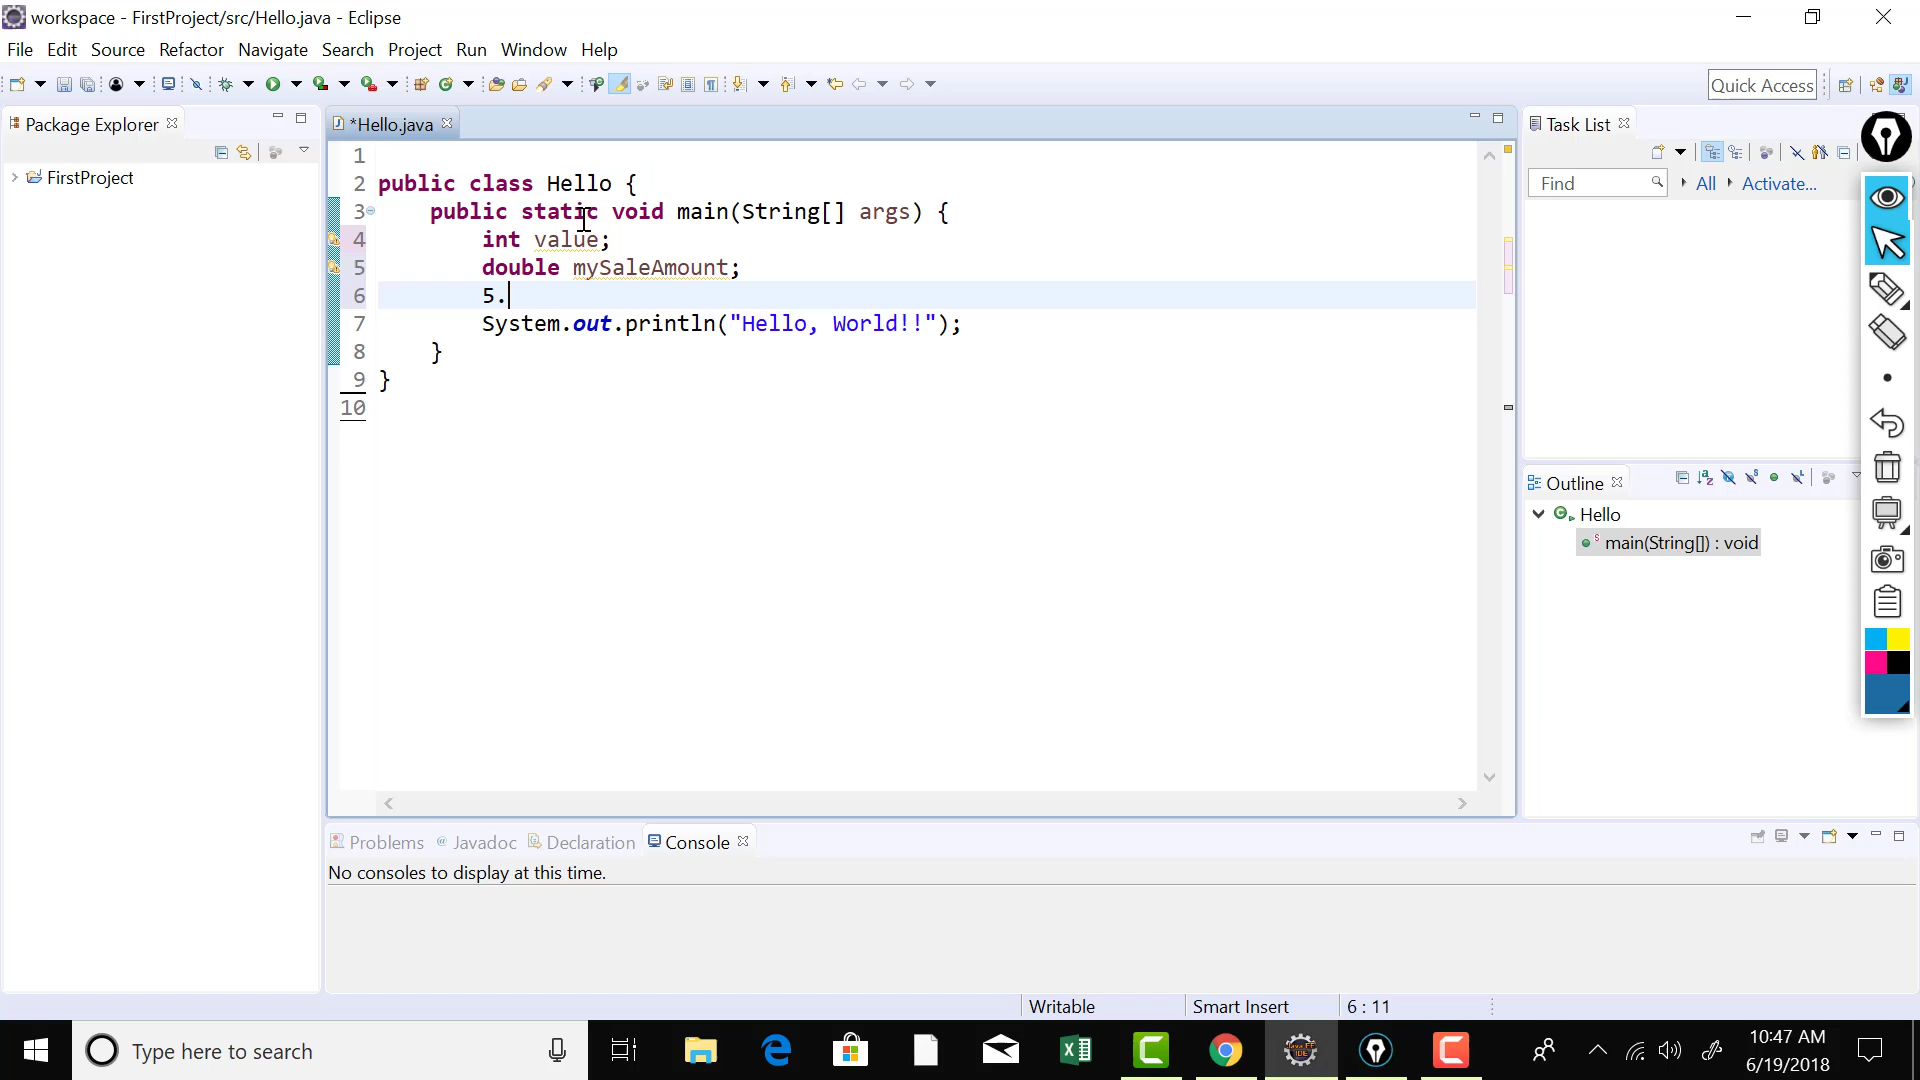 workspace - FirstProject/src/Hello.java - Eclipse
File Edit Source Refactor Navigate Search Project Run Window Help
Quick Access
Package Explorer
FirstProject
*Hello.java
1
2 public class Hello {
3 public static void main(String[] args) {
4 int value;
5 double mySaleAmount;
6 5.
7 System.out.println("Hello, World!!");
8 }
9 }
10
Task List
Find All Activate...
Outline
Hello
main(String[]) : void
Problems @ Javadoc Declaration Console
No consoles to display at this time.
Writable Smart Insert 6 : 11
Type here to search
Java EE
IDE
10:47 AM
6/19/2018